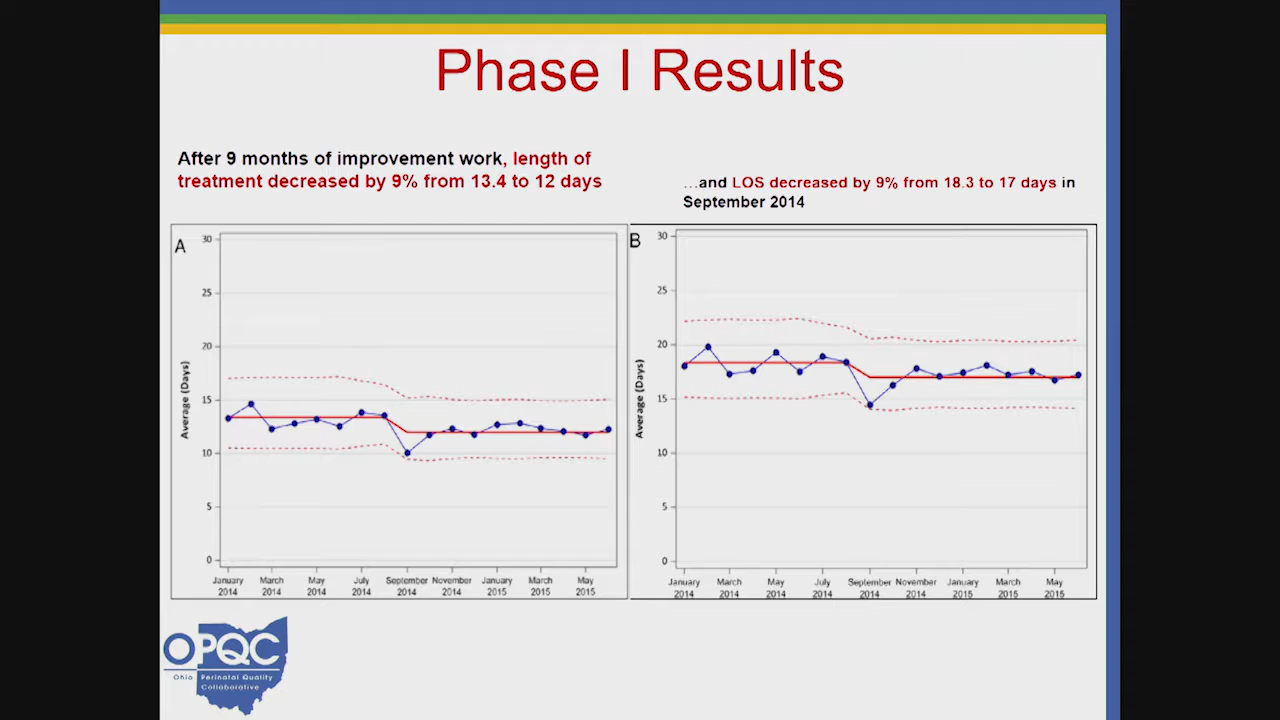 Phase I Results
After 9 months of improvement work, length of
treatment decreased by 9% from 13.4 to 12 days
...and LOS decreased by 9% from 18.3 to 17 days in
September 2014
A
30
25
20
15
10
5
0
Average (Days)
January March May July September November January March May
2014 2014 2014 2014 2014 2014 2015 2015 2015
B
30
25
20
15
10
5
0
Average (Days)
January March May July September November January March May
2014 2014 2014 2014 2014 2014 2015 2015 2015
OPQC
Ohio Perinatal Quality
Collaborative